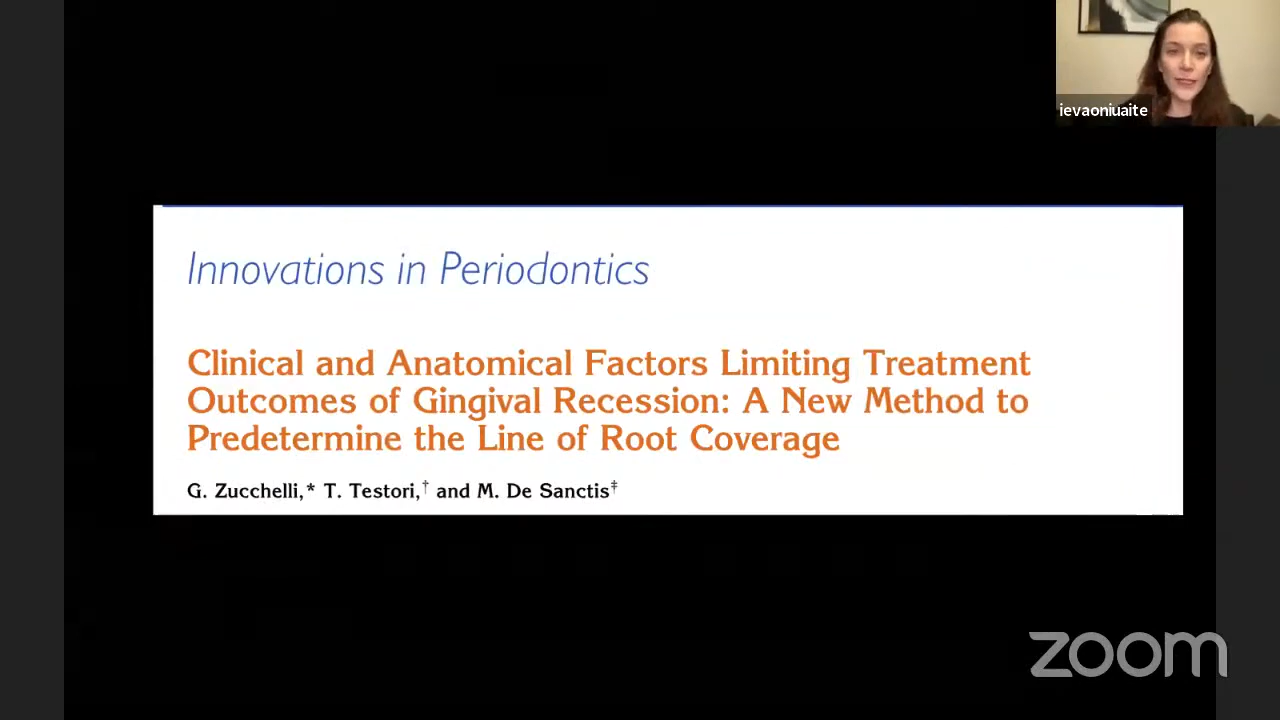 ievaoniuaite
Innovations in Periodontics
Clinical and Anatomical Factors Limiting Treatment
Outcomes of Gingival Recession: A New Method to
Predetermine the Line of Root Coverage
G. Zucchelli,* T. Testori,† and M. De Sanctis‡
zoom